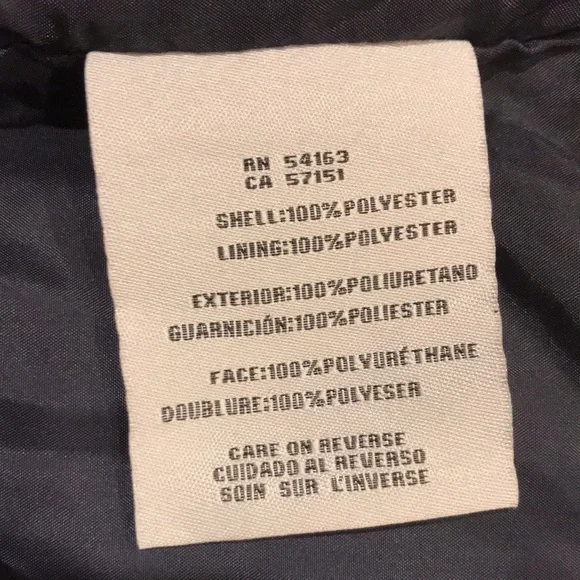 RN 54163
CA 57151
SHELL:100%POLYESTER
LINING:100%POLYESTER
EXTERIOR:100%POLIURETANO
GUARNICIÓN:100%POLIESTER
FACE:100%POLYURÉTHANE
DOUBLURE:100%POLYESER
CARE ON REVERSE
CUIDADO AL REVERSO
SOIN SUR L'INVERSE